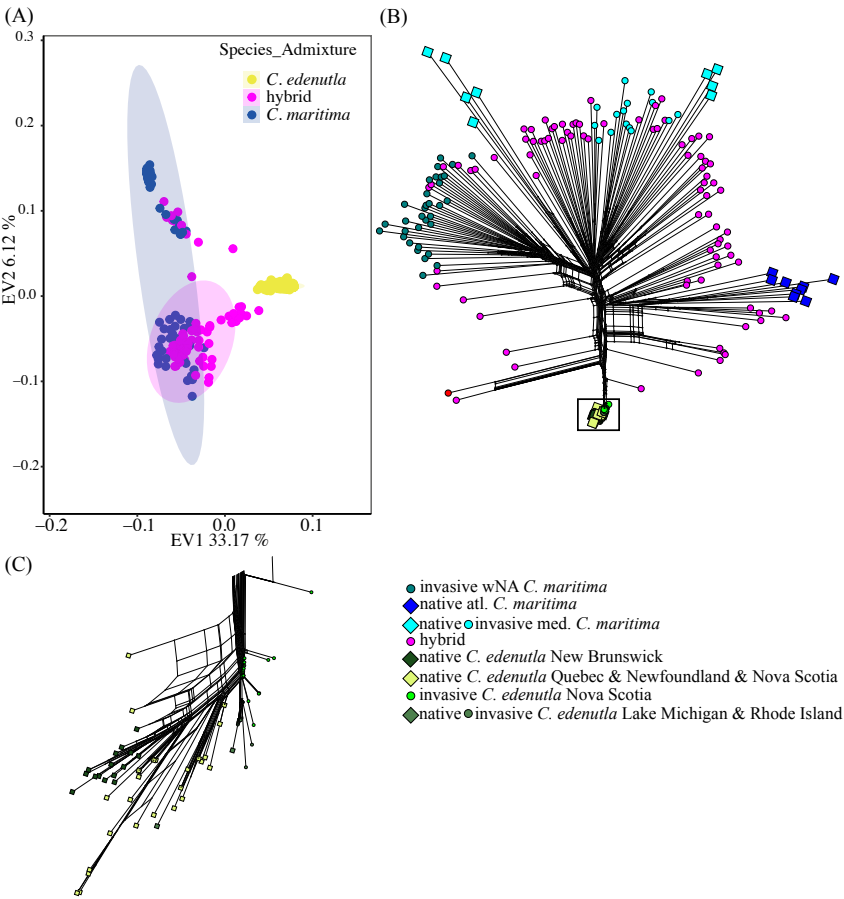 (A)
Species_Admixture
C. edenutla
hybrid
C. maritima
0.3
0.2
0.1
0.0
−0.1
−0.2
EV2 6.12 %
−0.2
−0.1
0.0
0.1
EV1 33.17 %
(B)
(C)
invasive wNA C. maritima
native atl. C. maritima
native invasive med. C. maritima
hybrid
native C. edenutla New Brunswick
native C. edenutla Quebec & Newfoundland & Nova Scotia
invasive C. edenutla Nova Scotia
native invasive C. edenutla Lake Michigan & Rhode Island